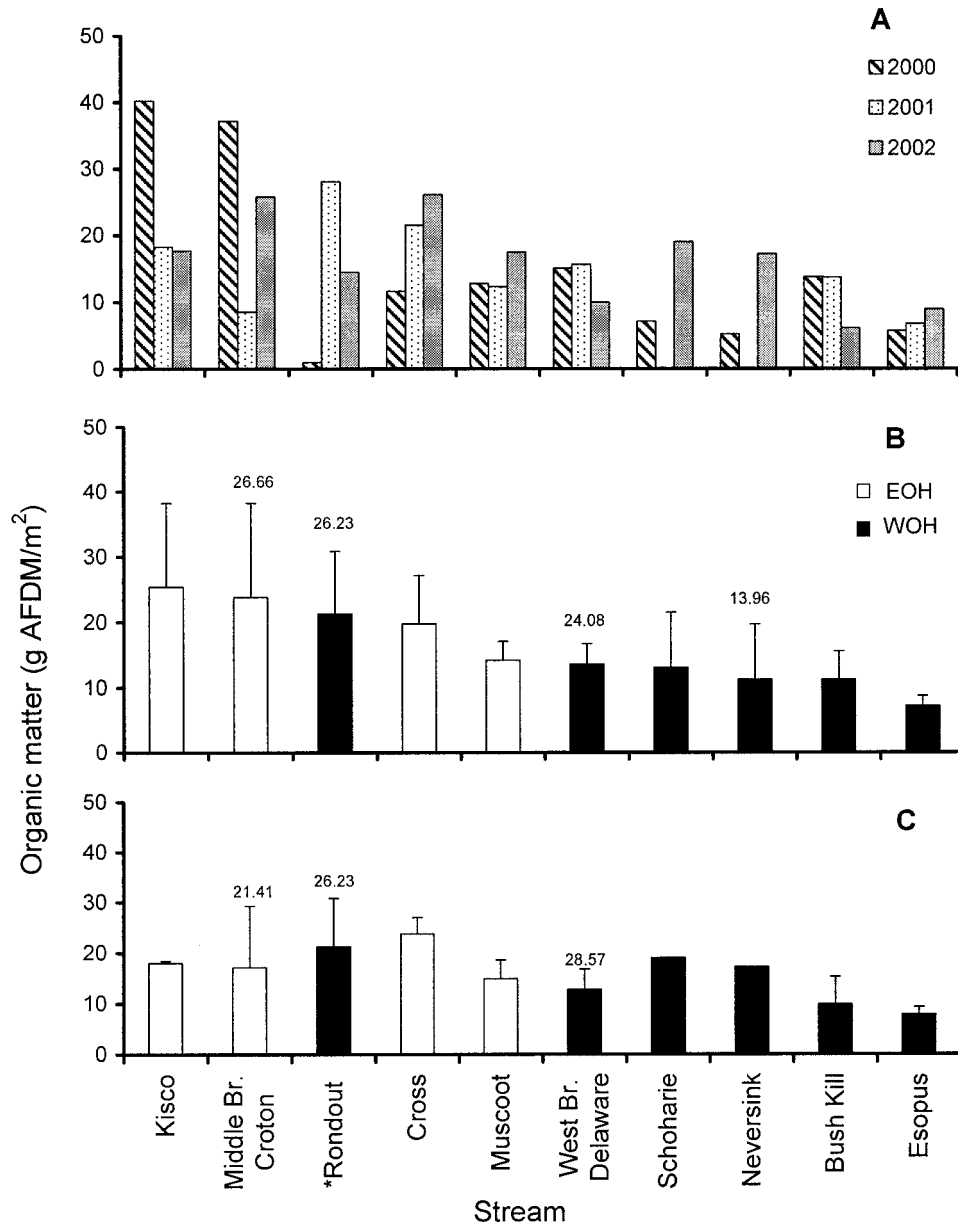 A
50
40
30
20
10
0
2000
2001
2002
B
50
40
30
20
10
0
26.66
26.23
24.08
13.96
EOH
WOH
C
50
40
30
20
10
0
21.41
26.23
28.57
Organic matter (g AFDM/m²)
Kisco
Middle Br.
Croton
*Rondout
Cross
Muscoot
West Br.
Delaware
Schoharie
Neversink
Bush Kill
Esopus
Stream